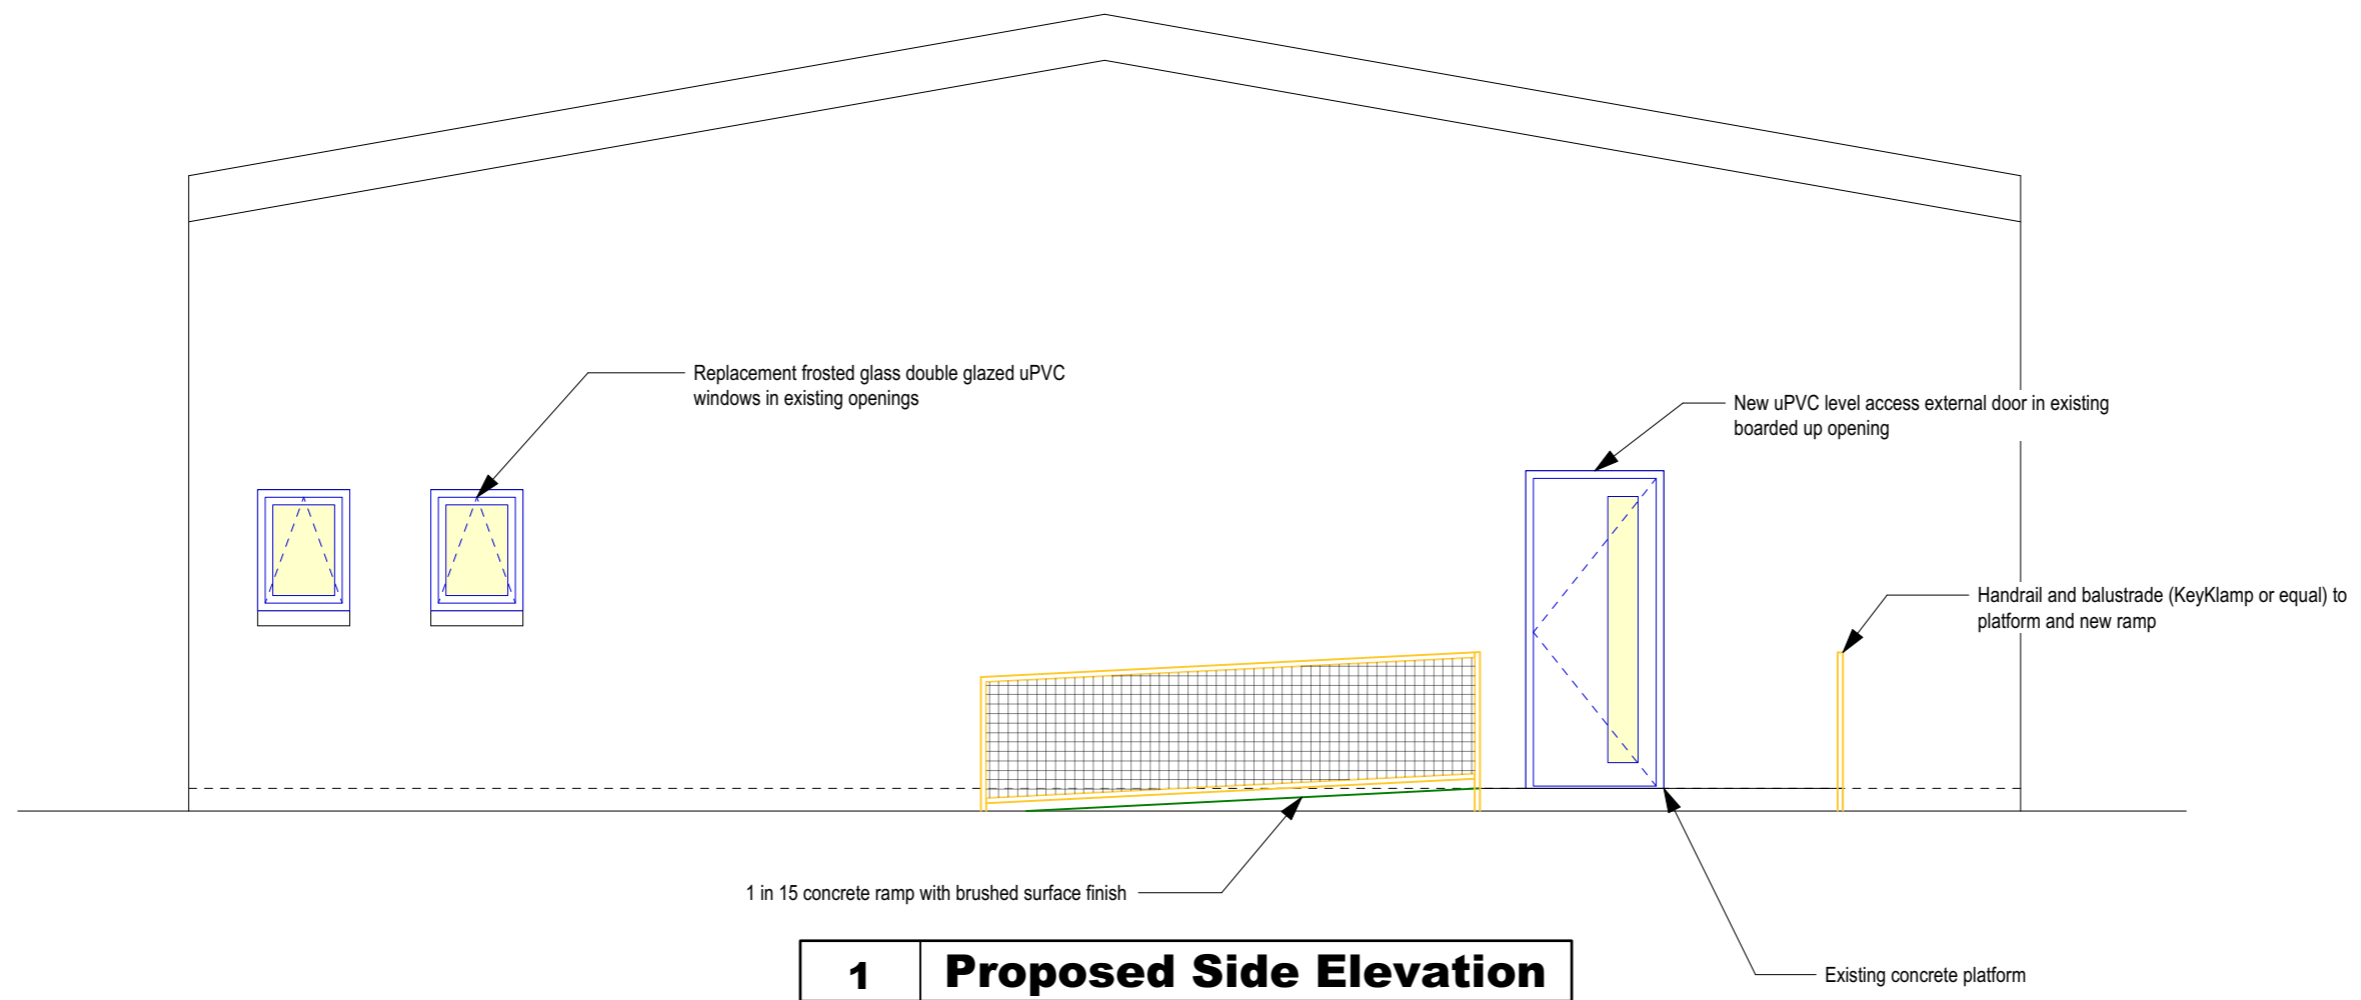 Replacement frosted glass double glazed uPVC
windows in existing openings
New uPVC level access external door in existing
boarded up opening
Handrail and balustrade (KeyKlamp or equal) to
platform and new ramp
1 in 15 concrete ramp with brushed surface finish
Existing concrete platform
1 Proposed Side Elevation